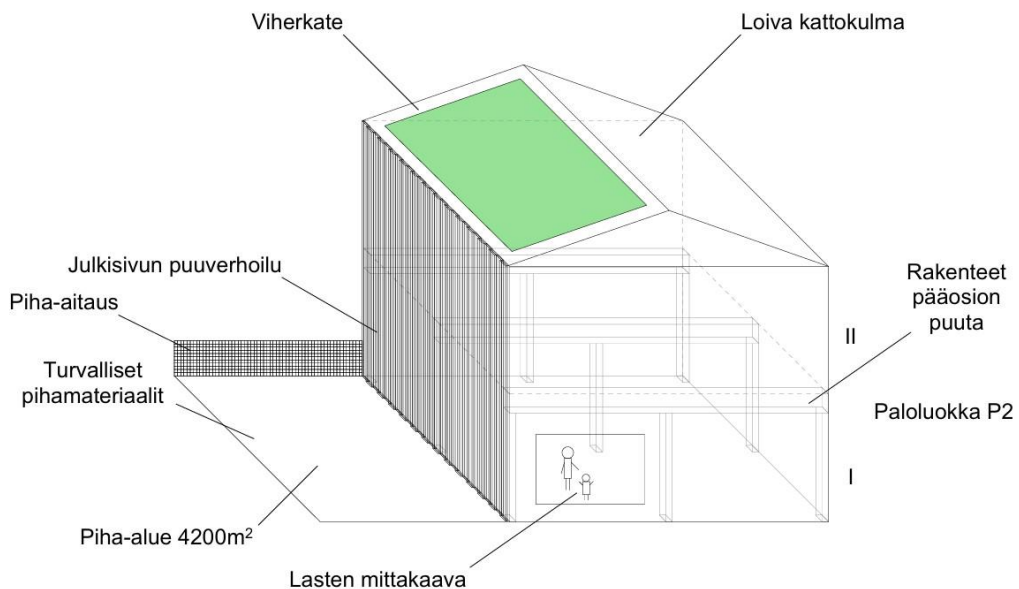 Viherkate
Loiva kattokulma
Julkisivun puuverhoilu
Piha-aitaus
Turvalliset
pihamateriaalit
Rakenteet
pääosion
puuta
II
Paloluokka P2
I
Piha-alue 4200m²
Lasten mittakaava